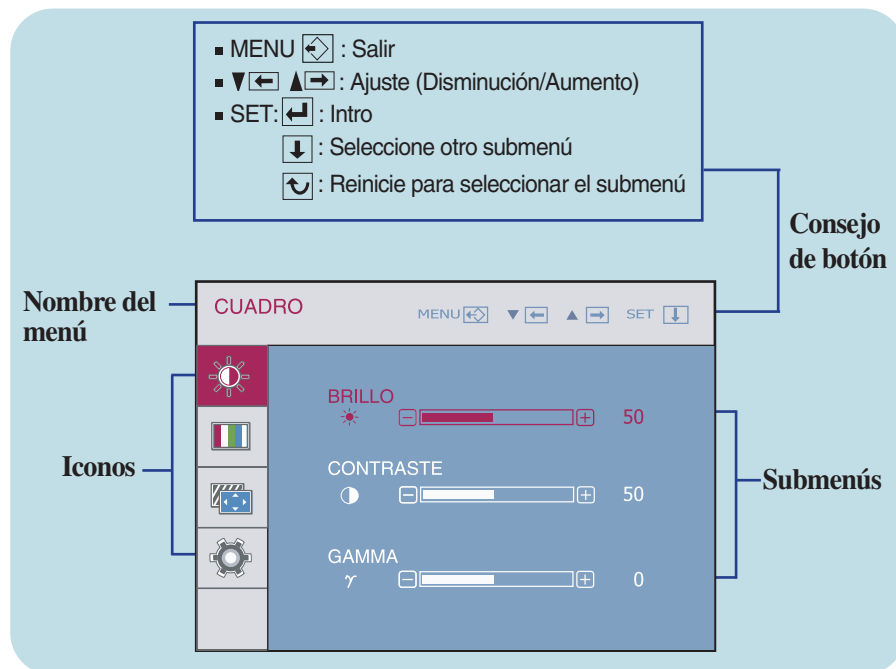 MENU : Salir
▼ ▲ : Ajuste (Disminución/Aumento)
SET: : Intro
: Seleccione otro submenú
: Reinicie para seleccionar el submenú
Consejo
de botón
Nombre del
menú
CUADRO MENU ▼ ▲ SET
BRILLO
50
Iconos
CONTRASTE
50
Submenús
GAMMA
γ 0